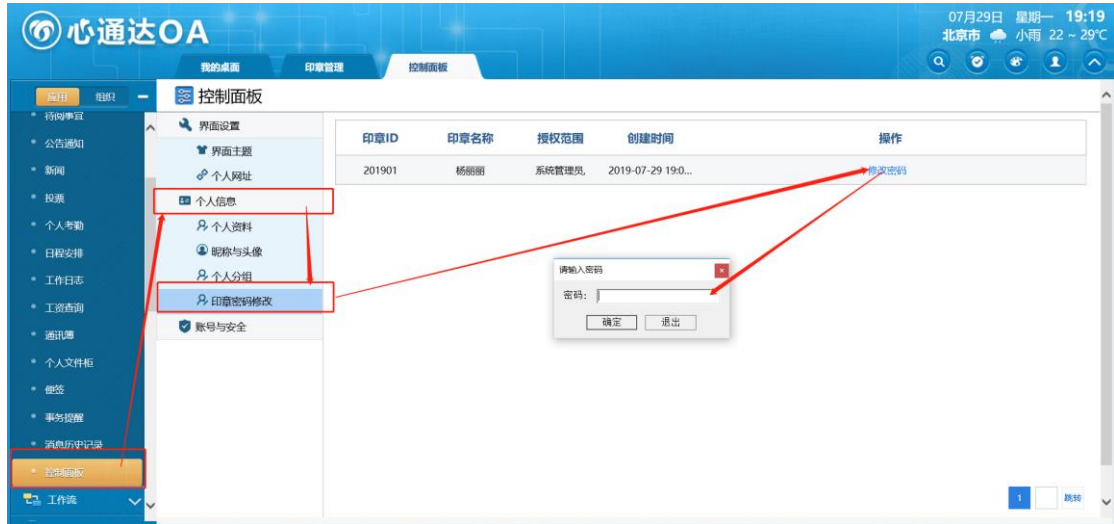 心通达OA
07月29日 星期一 19:19
北京市 小雨 22 ~ 29℃
我的桌面 印章管理 控制面板
应用 组织
控制面板
待阅事宜
公告通知
新闻
投票
个人考勤
日程安排
工作日志
工资查询
通讯簿
个人文件柜
便签
事务提醒
消息历史记录
控制面板
工作流
界面设置
界面主题
个人网址
个人信息
个人资料
昵称与头像
个人分组
印章密码修改
账号与安全
印章ID 印章名称 授权范围 创建时间 操作
201901 杨丽丽 系统管理员, 2019-07-29 19:0... 修改密码
请输入密码
密码:
确定 退出
1 跳转